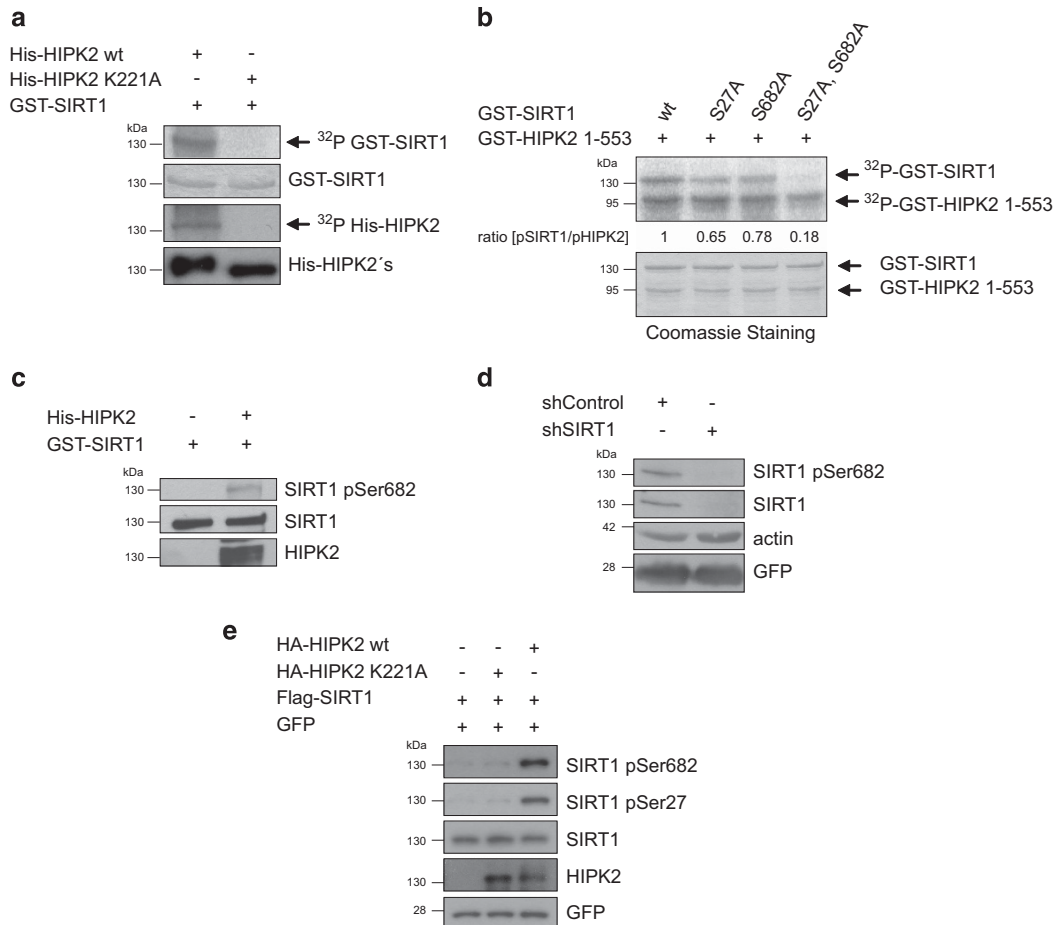 a
His-HIPK2 wt + -
His-HIPK2 K221A - +
GST-SIRT1 + +
kDa
130 ³²P GST-SIRT1
130 GST-SIRT1
130 ³²P His-HIPK2
130 His-HIPK2´s
b
GST-SIRT1 wt S27A S682A S27A, S682A
GST-HIPK2 1-553 + + + +
kDa
130 ³²P-GST-SIRT1
95 ³²P-GST-HIPK2 1-553
ratio [pSIRT1/pHIPK2] 1 0.65 0.78 0.18
130 GST-SIRT1
95 GST-HIPK2 1-553
Coomassie Staining
c
His-HIPK2 - +
GST-SIRT1 + +
kDa
130 SIRT1 pSer682
130 SIRT1
130 HIPK2
d
shControl + -
shSIRT1 - +
kDa
130 SIRT1 pSer682
130 SIRT1
42 actin
28 GFP
e
HA-HIPK2 wt - - +
HA-HIPK2 K221A - + -
Flag-SIRT1 + + +
GFP + + +
kDa
130 SIRT1 pSer682
130 SIRT1 pSer27
130 SIRT1
130 HIPK2
28 GFP